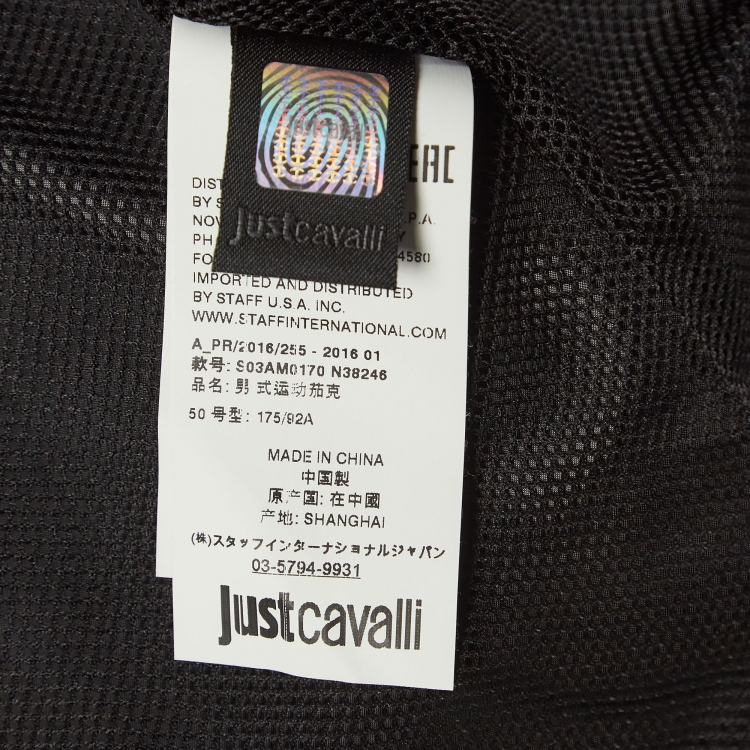 EAC
justcavalli
DIST
BY S P.A.
NOV
PH 4580
FO
IMPORTED AND DISTRIBUTED
BY STAFF U.S.A. INC.
WWW.STAFFINTERNATIONAL.COM
A_PR/2016/255 - 2016 01
款号: S03AM0170 N38246
品名: 男 式运动茄克
50 号型: 175/92A
MADE IN CHINA
中国製
原产国: 在中國
产地: SHANGHAI
(株)スタッフインターナショナルジャパン
03-5794-9931
justcavalli